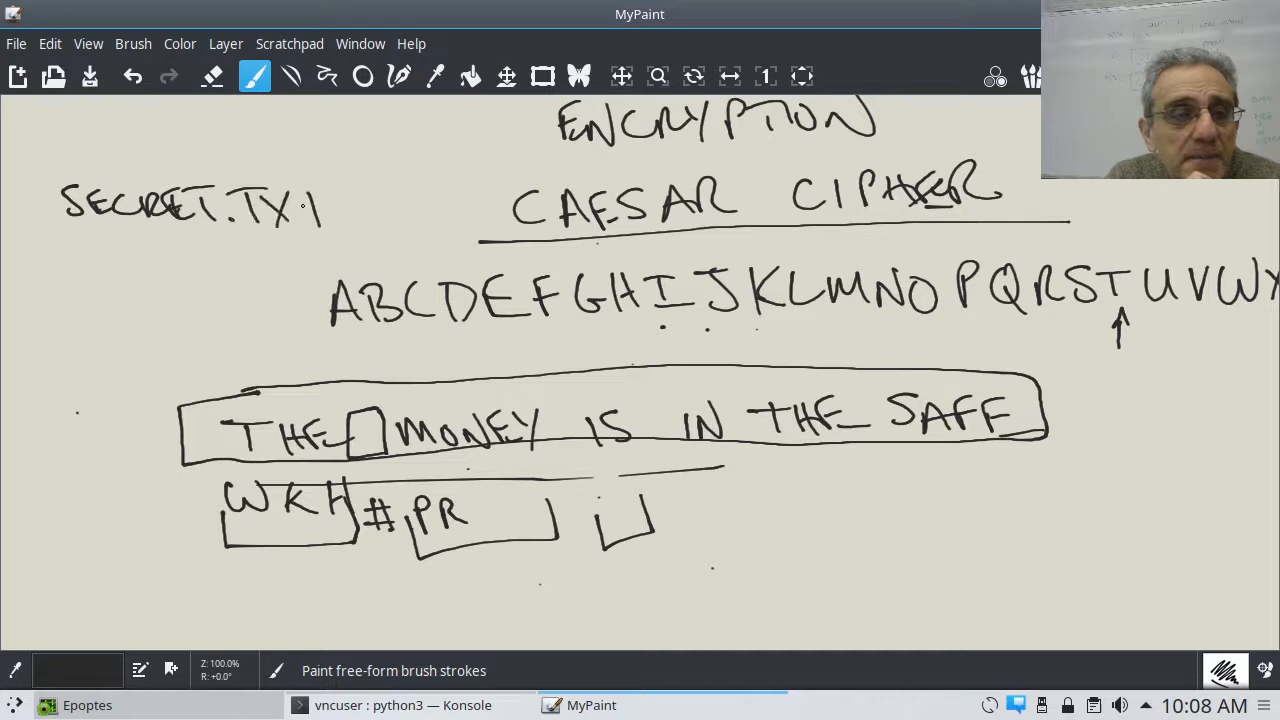 MyPaint
File Edit View Brush Color Layer Scratchpad Window Help
ENCRYPTION
SECRET.TXT
CAESAR CIPHER
ABCDEFGHIJKLMNOPQRSTUVWX
THE MONEY IS IN THE SAFE
WKH#PR
Z: 100.0%
R: +0.0°
Paint free-form brush strokes
Epoptes
vncuser : python3 — Konsole
MyPaint
10:08 AM